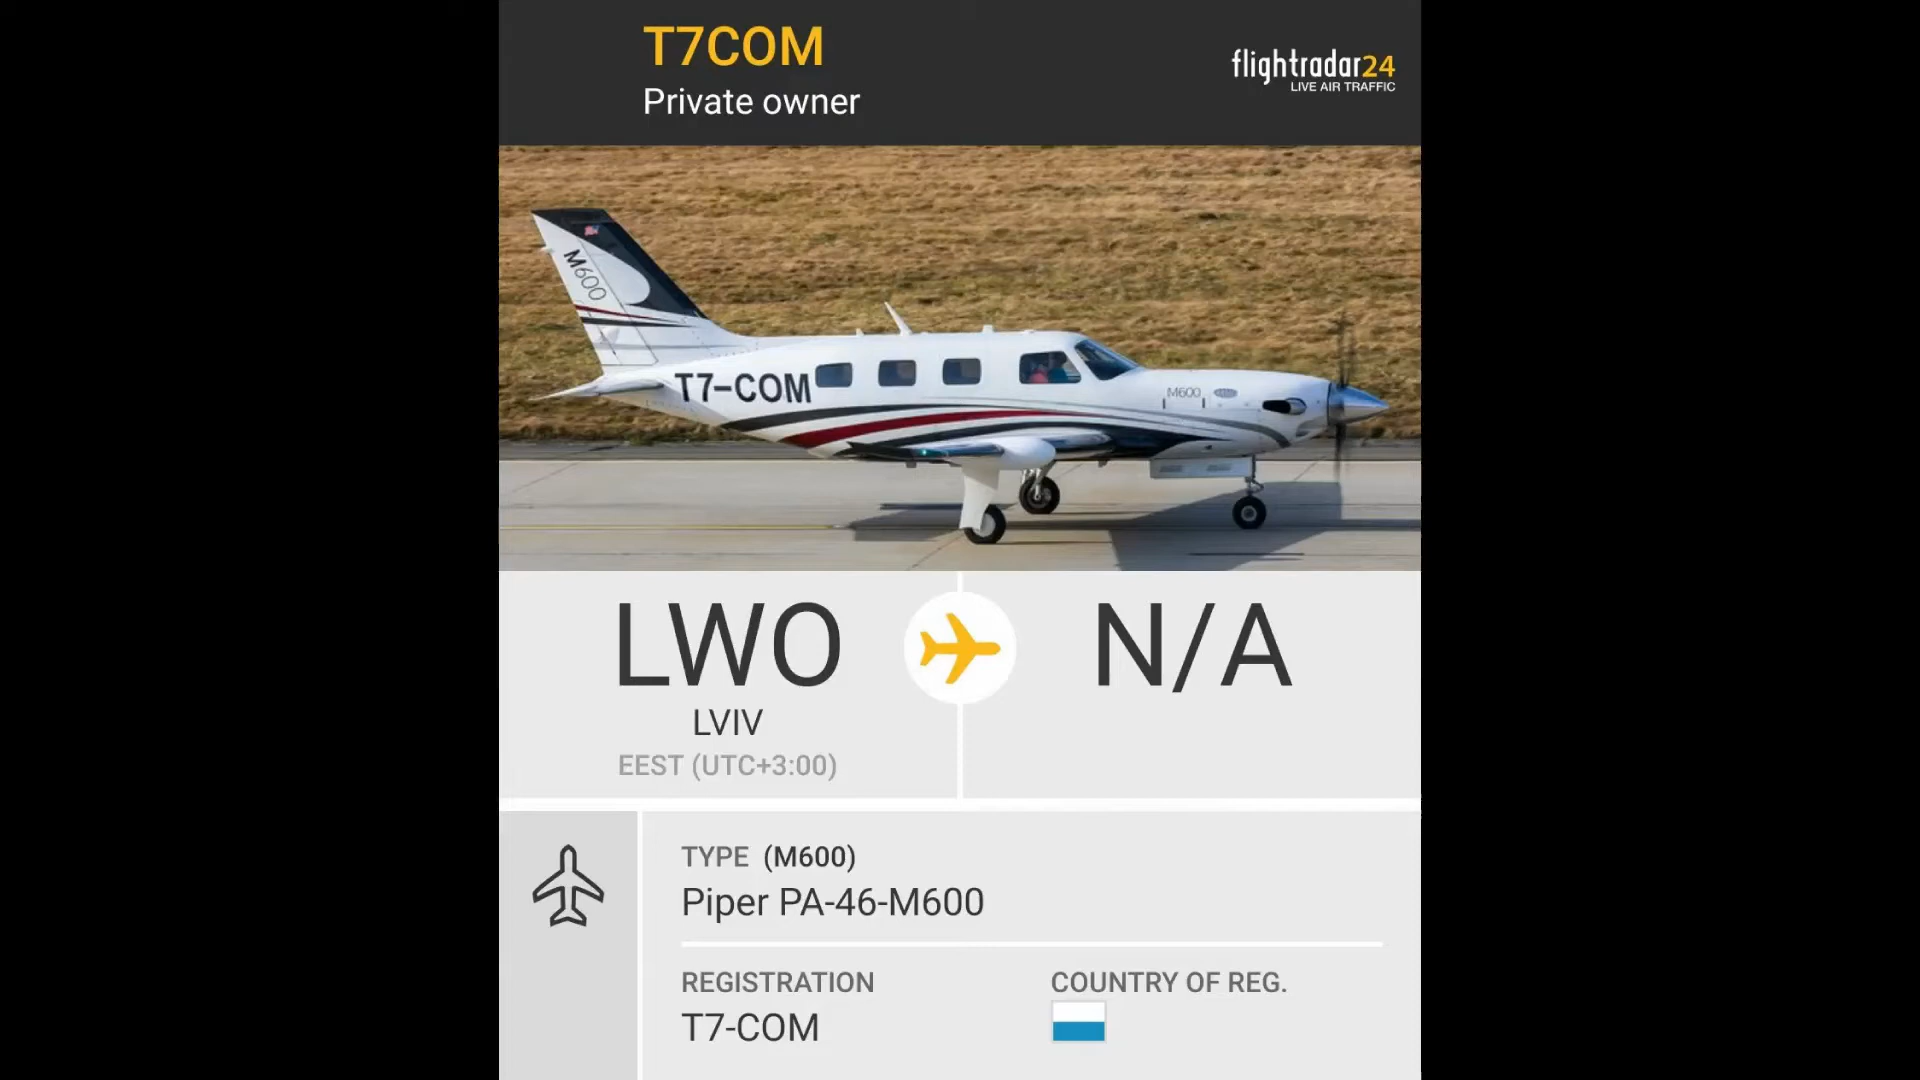 T7COM
Private owner
flightradar24
LIVE AIR TRAFFIC
M600
T7-COM
M600
LWO
N/A
LVIV
EEST (UTC+3:00)
TYPE (M600)
Piper PA-46-M600
REGISTRATION
COUNTRY OF REG.
T7-COM